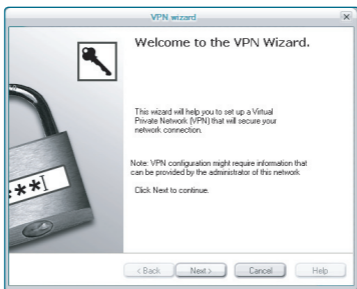 VPN wizard
Welcome to the VPN Wizard.
This wizard will help you to set up a Virtual
Private Network (VPN) that will secure your
network connection.
Note: VPN configuration might require information that
can be provided by the administrator of this network
Click Next to continue.
***
< Back
Next >
Cancel
Help